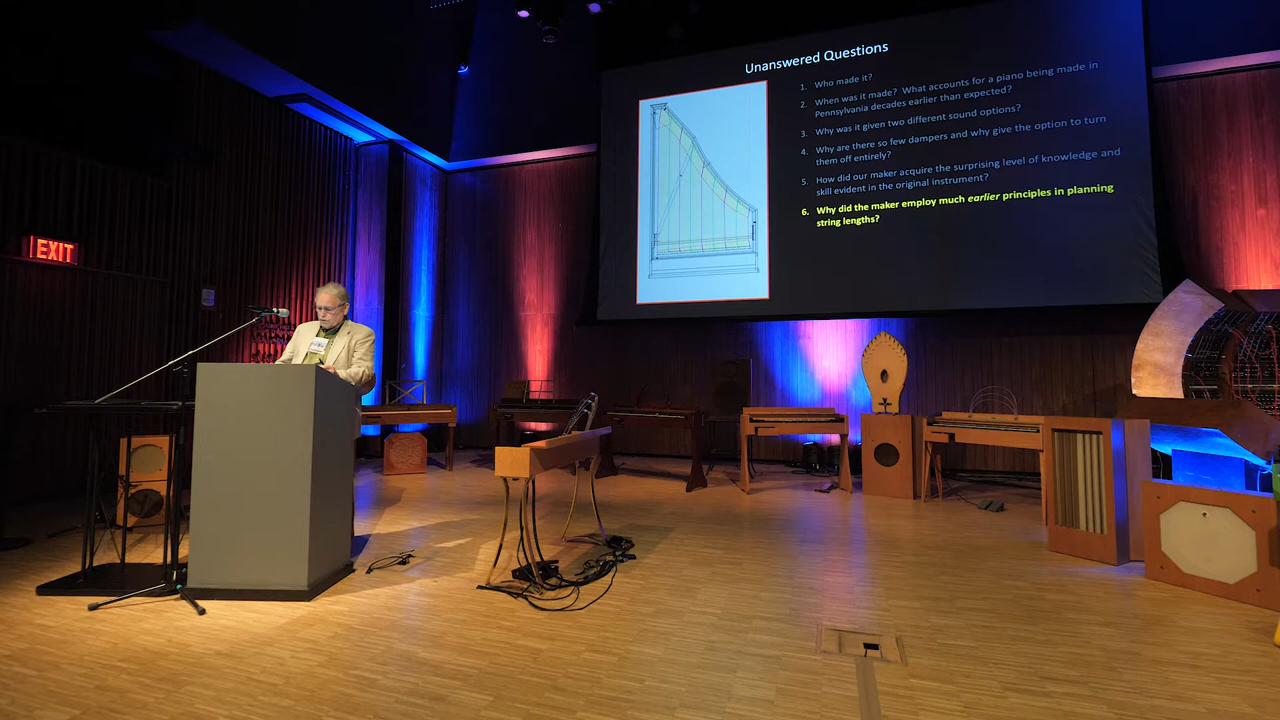 Unanswered Questions
1. Who made it?
2. When was it made? What accounts for a piano being made in
Pennsylvania decades earlier than expected?
3. Why was it given two different sound options?
4. Why are there so few dampers and why give the option to turn
them off entirely?
5. How did our maker acquire the surprising level of knowledge and
skill evident in the original instrument?
6. Why did the maker employ much earlier principles in planning
string lengths?
EXIT